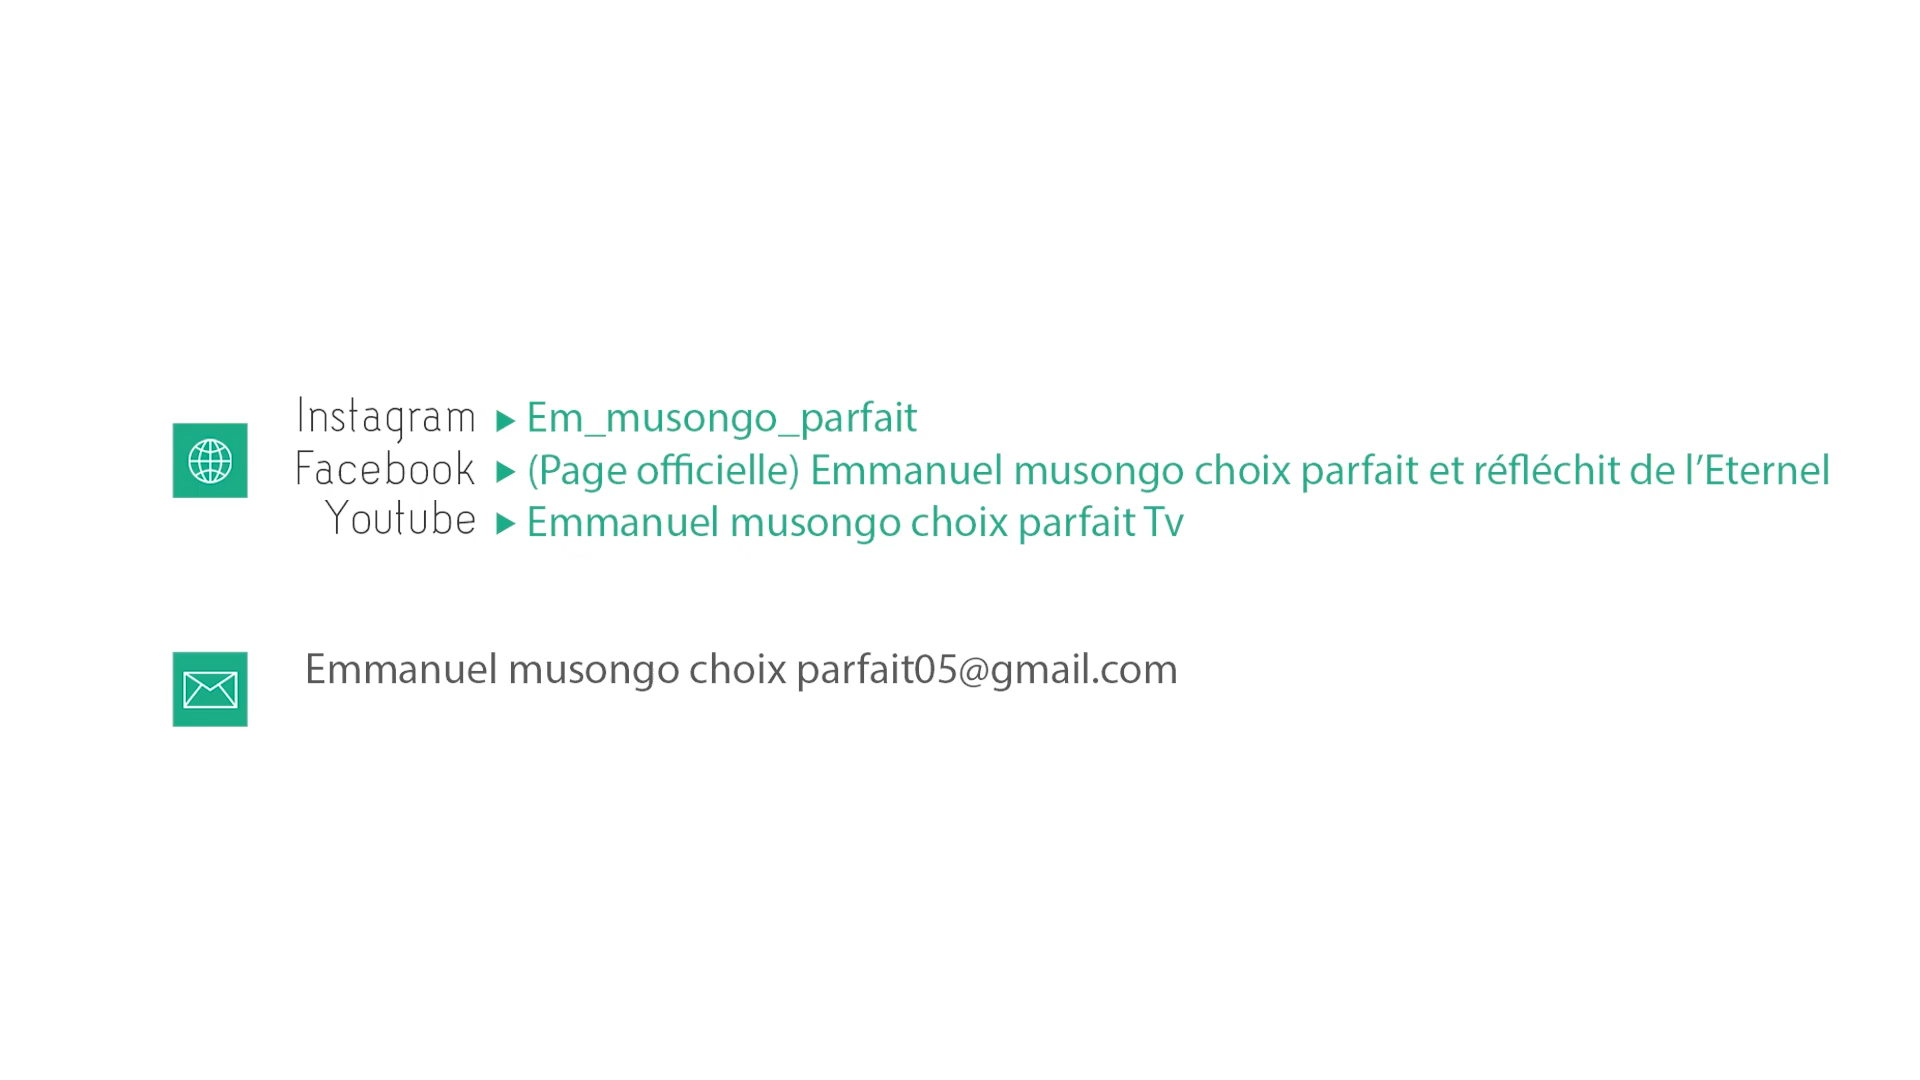 Instagram ▶ Em_musongo_parfait
Facebook ▶ (Page officielle) Emmanuel musongo choix parfait et réfléchit de l’Eternel
Youtube ▶ Emmanuel musongo choix parfait Tv
Emmanuel musongo choix parfait05@gmail.com